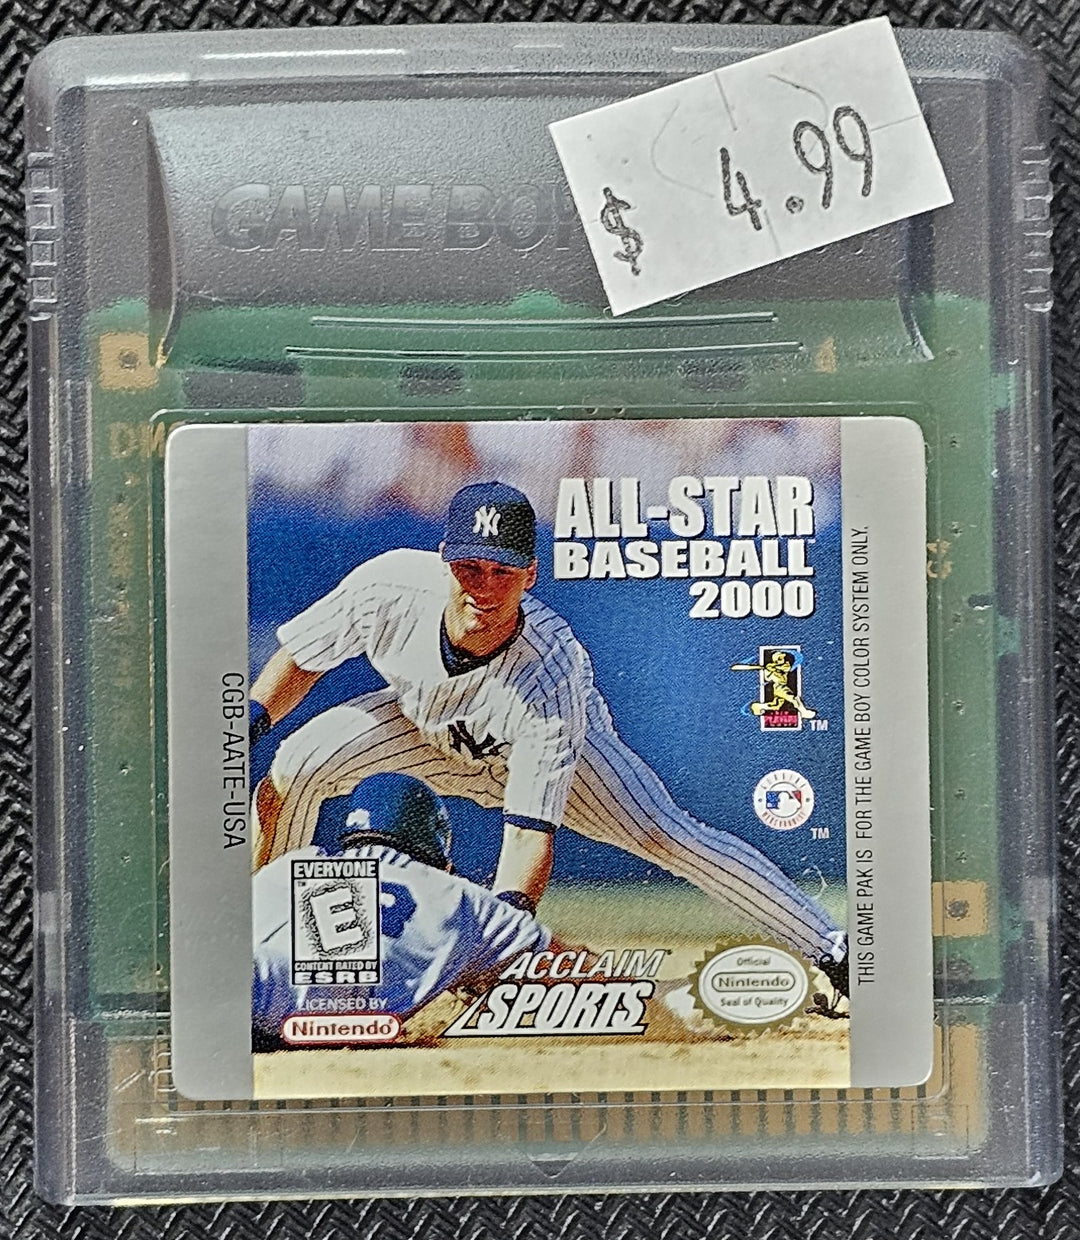 GAME BOY
$ 4.99
ALL-STAR
BASEBALL
2000
NY
TM
TM
CGB-AATE-USA
THIS GAME PAK IS FOR THE GAME BOY COLOR SYSTEM ONLY.
EVERYONE
E
CONTENT RATED BY
ESRB
LICENSED BY
Nintendo
ACCLAIM
SPORTS
Official
Nintendo
Seal of Quality